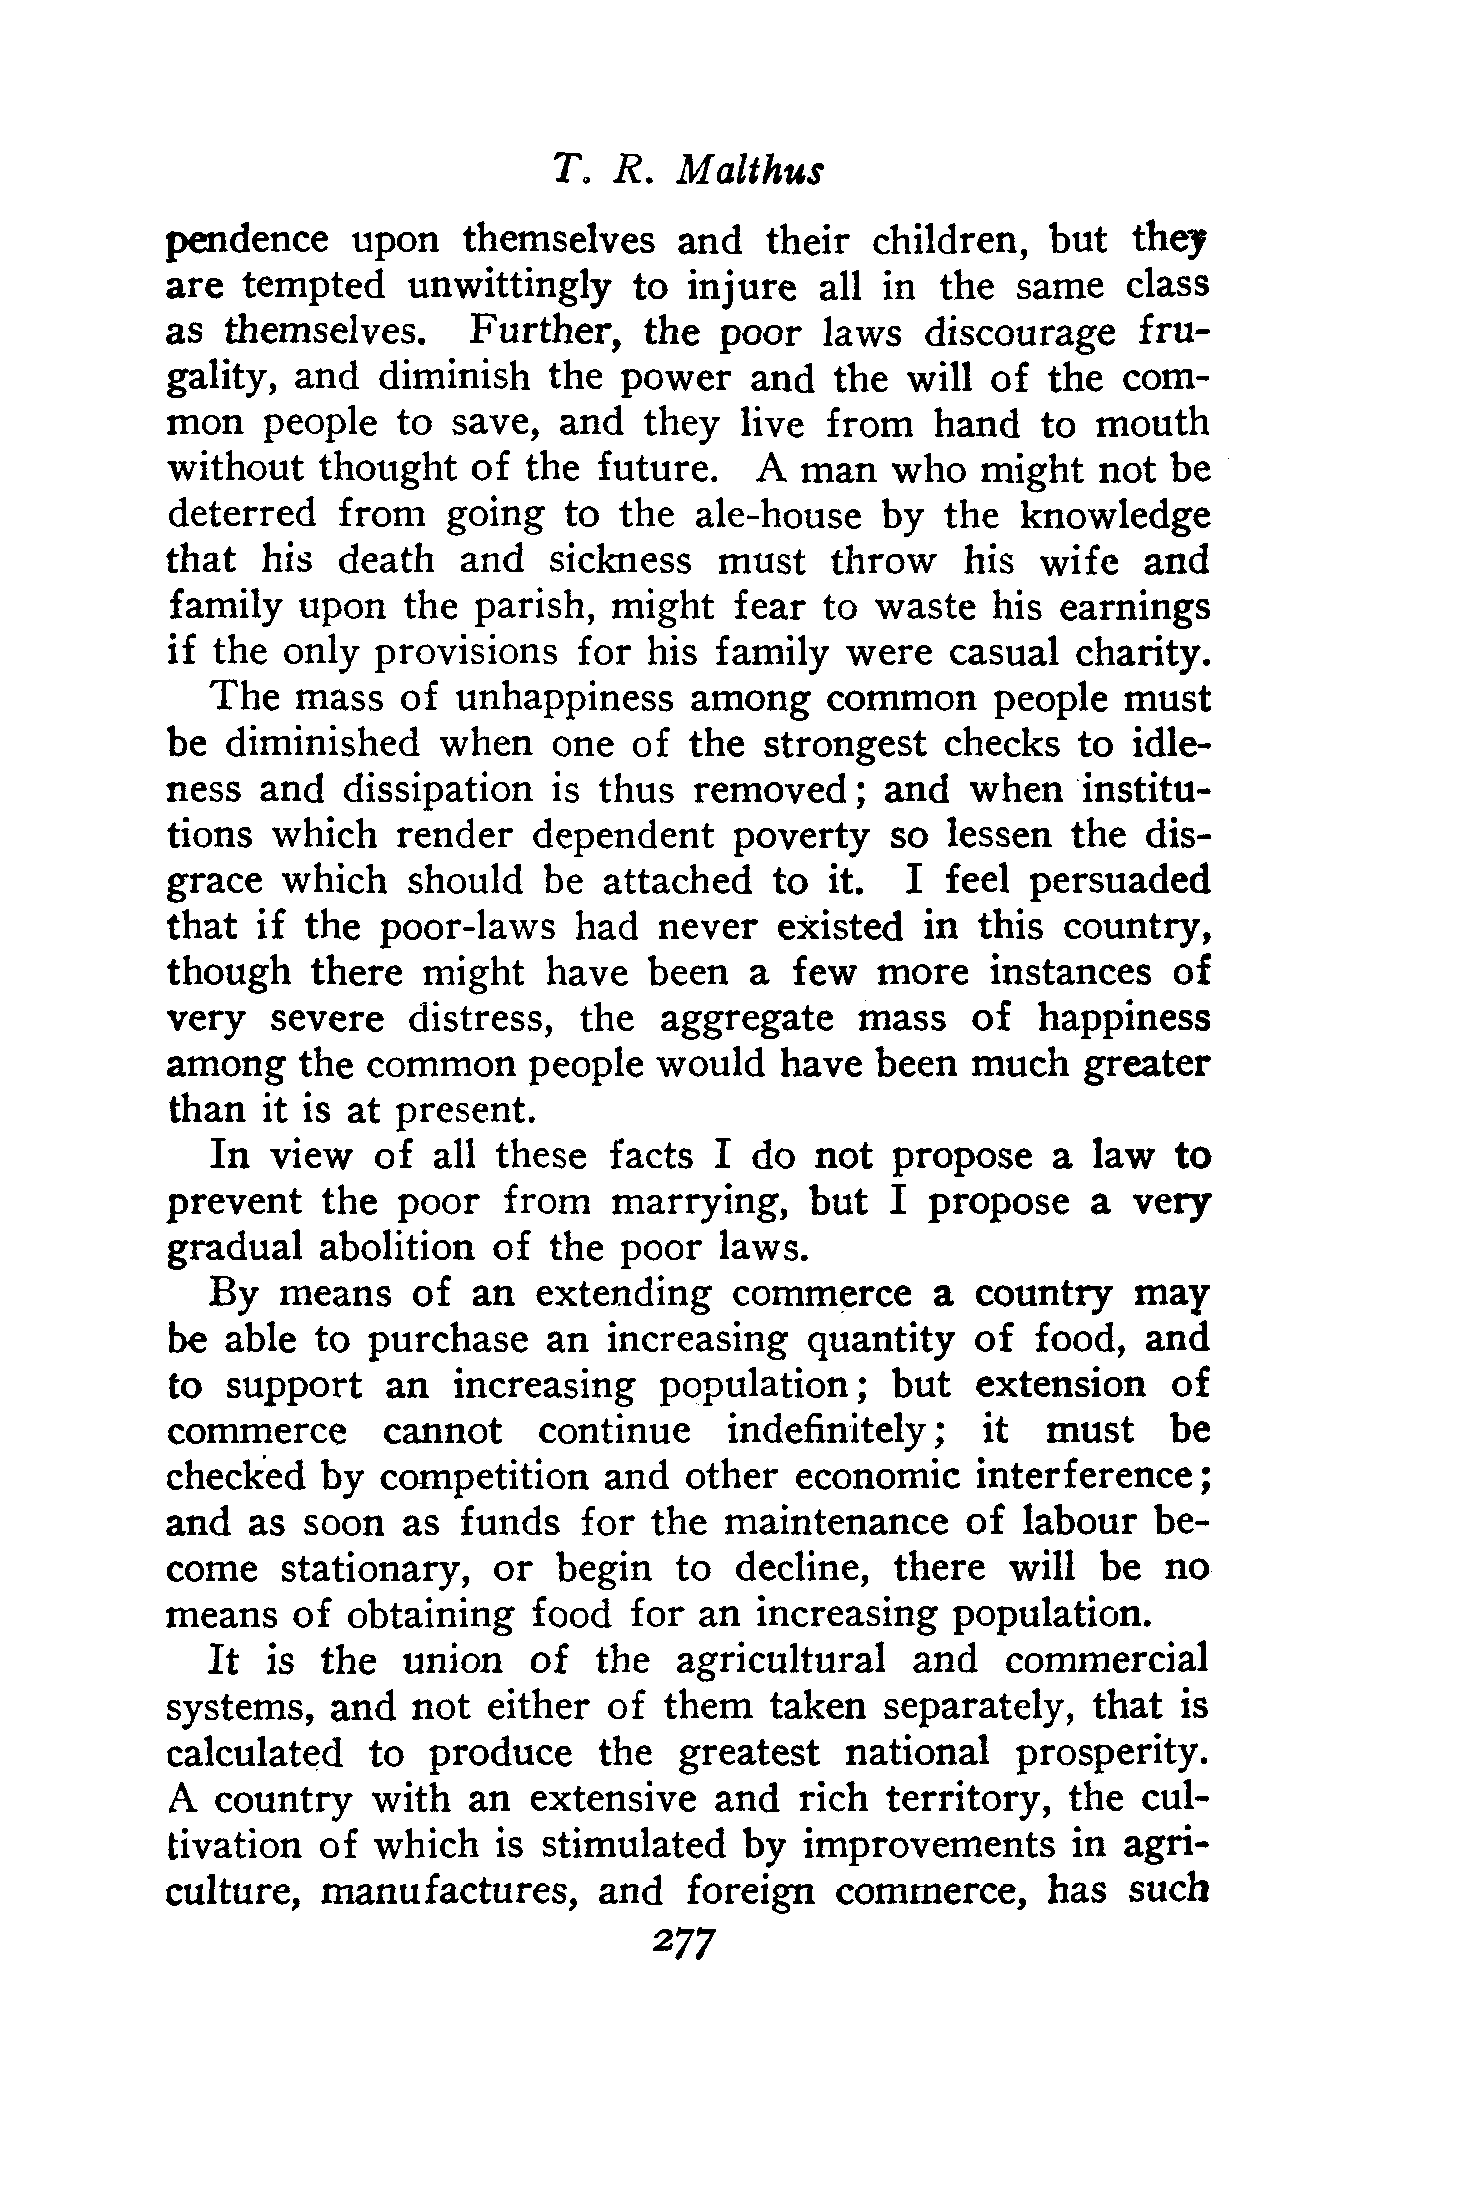 T. R. Malthus
pendence upon themselves and their children, but they
are tempted unwittingly to injure all in the same class
as themselves. Further, the poor laws discourage fru-
gality, and diminish the power and the will of the com-
mon people to save, and they live from hand to mouth
without thought of the future. A man who might not be
deterred from going to the ale-house by the knowledge
that his death and sickness must throw his wife and
family upon the parish, might fear to waste his earnings
if the only provisions for his family were casual charity.
The mass of unhappiness among common people must
be diminished when one of the strongest checks to idle-
ness and dissipation is thus removed; and when institu-
tions which render dependent poverty so lessen the dis-
grace which should be attached to it. I feel persuaded
that if the poor-laws had never existed in this country,
though there might have been a few more instances of
very severe distress, the aggregate mass of happiness
among the common people would have been much greater
than it is at present.
In view of all these facts I do not propose a law to
prevent the poor from marrying, but I propose a very
gradual abolition of the poor laws.
By means of an extending commerce a country may
be able to purchase an increasing quantity of food, and
to support an increasing population; but extension of
commerce cannot continue indefinitely; it must be
checked by competition and other economic interference;
and as soon as funds for the maintenance of labour be-
come stationary, or begin to decline, there will be no
means of obtaining food for an increasing population.
It is the union of the agricultural and commercial
systems, and not either of them taken separately, that is
calculated to produce the greatest national prosperity.
A country with an extensive and rich territory, the cul-
tivation of which is stimulated by improvements in agri-
culture, manufactures, and foreign commerce, has such
277